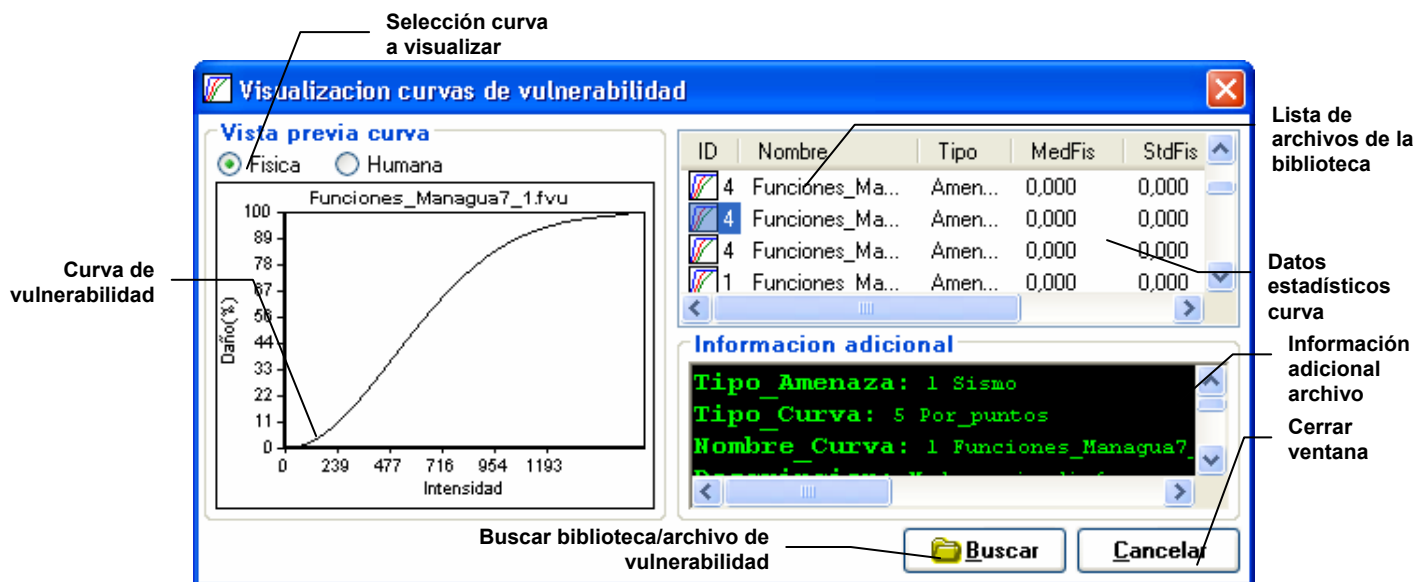 Selección curva
a visualizar
Visualizacion curvas de vulnerabilidad
Vista previa curva
Fisica Humana
Funciones_Managua7_1.fvu
100
89
78
67
56
44
33
22
11
0
Daño(%)
0 239 477 716 954 1193
Intensidad
Curva de
vulnerabilidad
ID Nombre Tipo MedFis StdFis
4 Funciones_Ma... Amen... 0,000 0,000
4 Funciones_Ma... Amen... 0,000 0,000
4 Funciones_Ma... Amen... 0,000 0,000
1 Funciones_Ma... Amen... 0,000 0,000
Lista de
archivos de la
biblioteca
Datos
estadísticos
curva
Informacion adicional
Tipo_Amenaza: 1 Sismo
Tipo_Curva: 5 Por_puntos
Nombre_Curva: 1 Funciones_Managua7_
Información
adicional
archivo
Cerrar
ventana
Buscar biblioteca/archivo de
vulnerabilidad
Buscar Cancelar